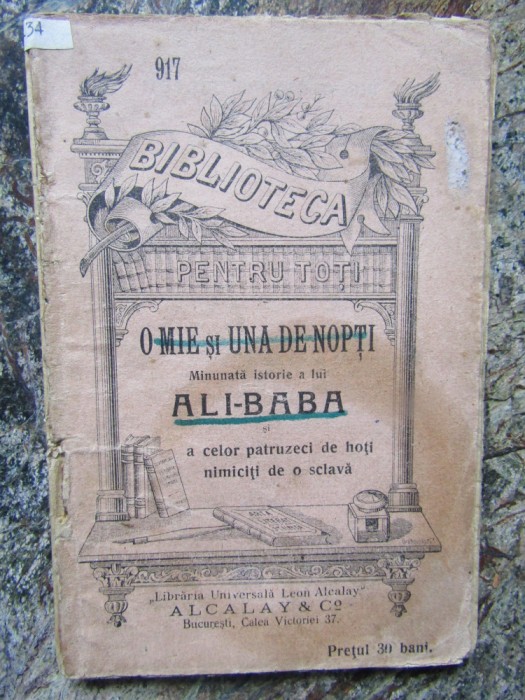 34
917
BIBLIOTECA
PENTRU TOȚI
O MIE ȘI UNA DE NOPȚI
Minunată istorie a lui
ALI-BABA
și
a celor patruzeci de hoți
nimiciți de o sclavă
„Librăria Universală Leon Alcalay"
ALCALAY & Cº
București, Calea Victoriei 37.
Prețul 30 bani.